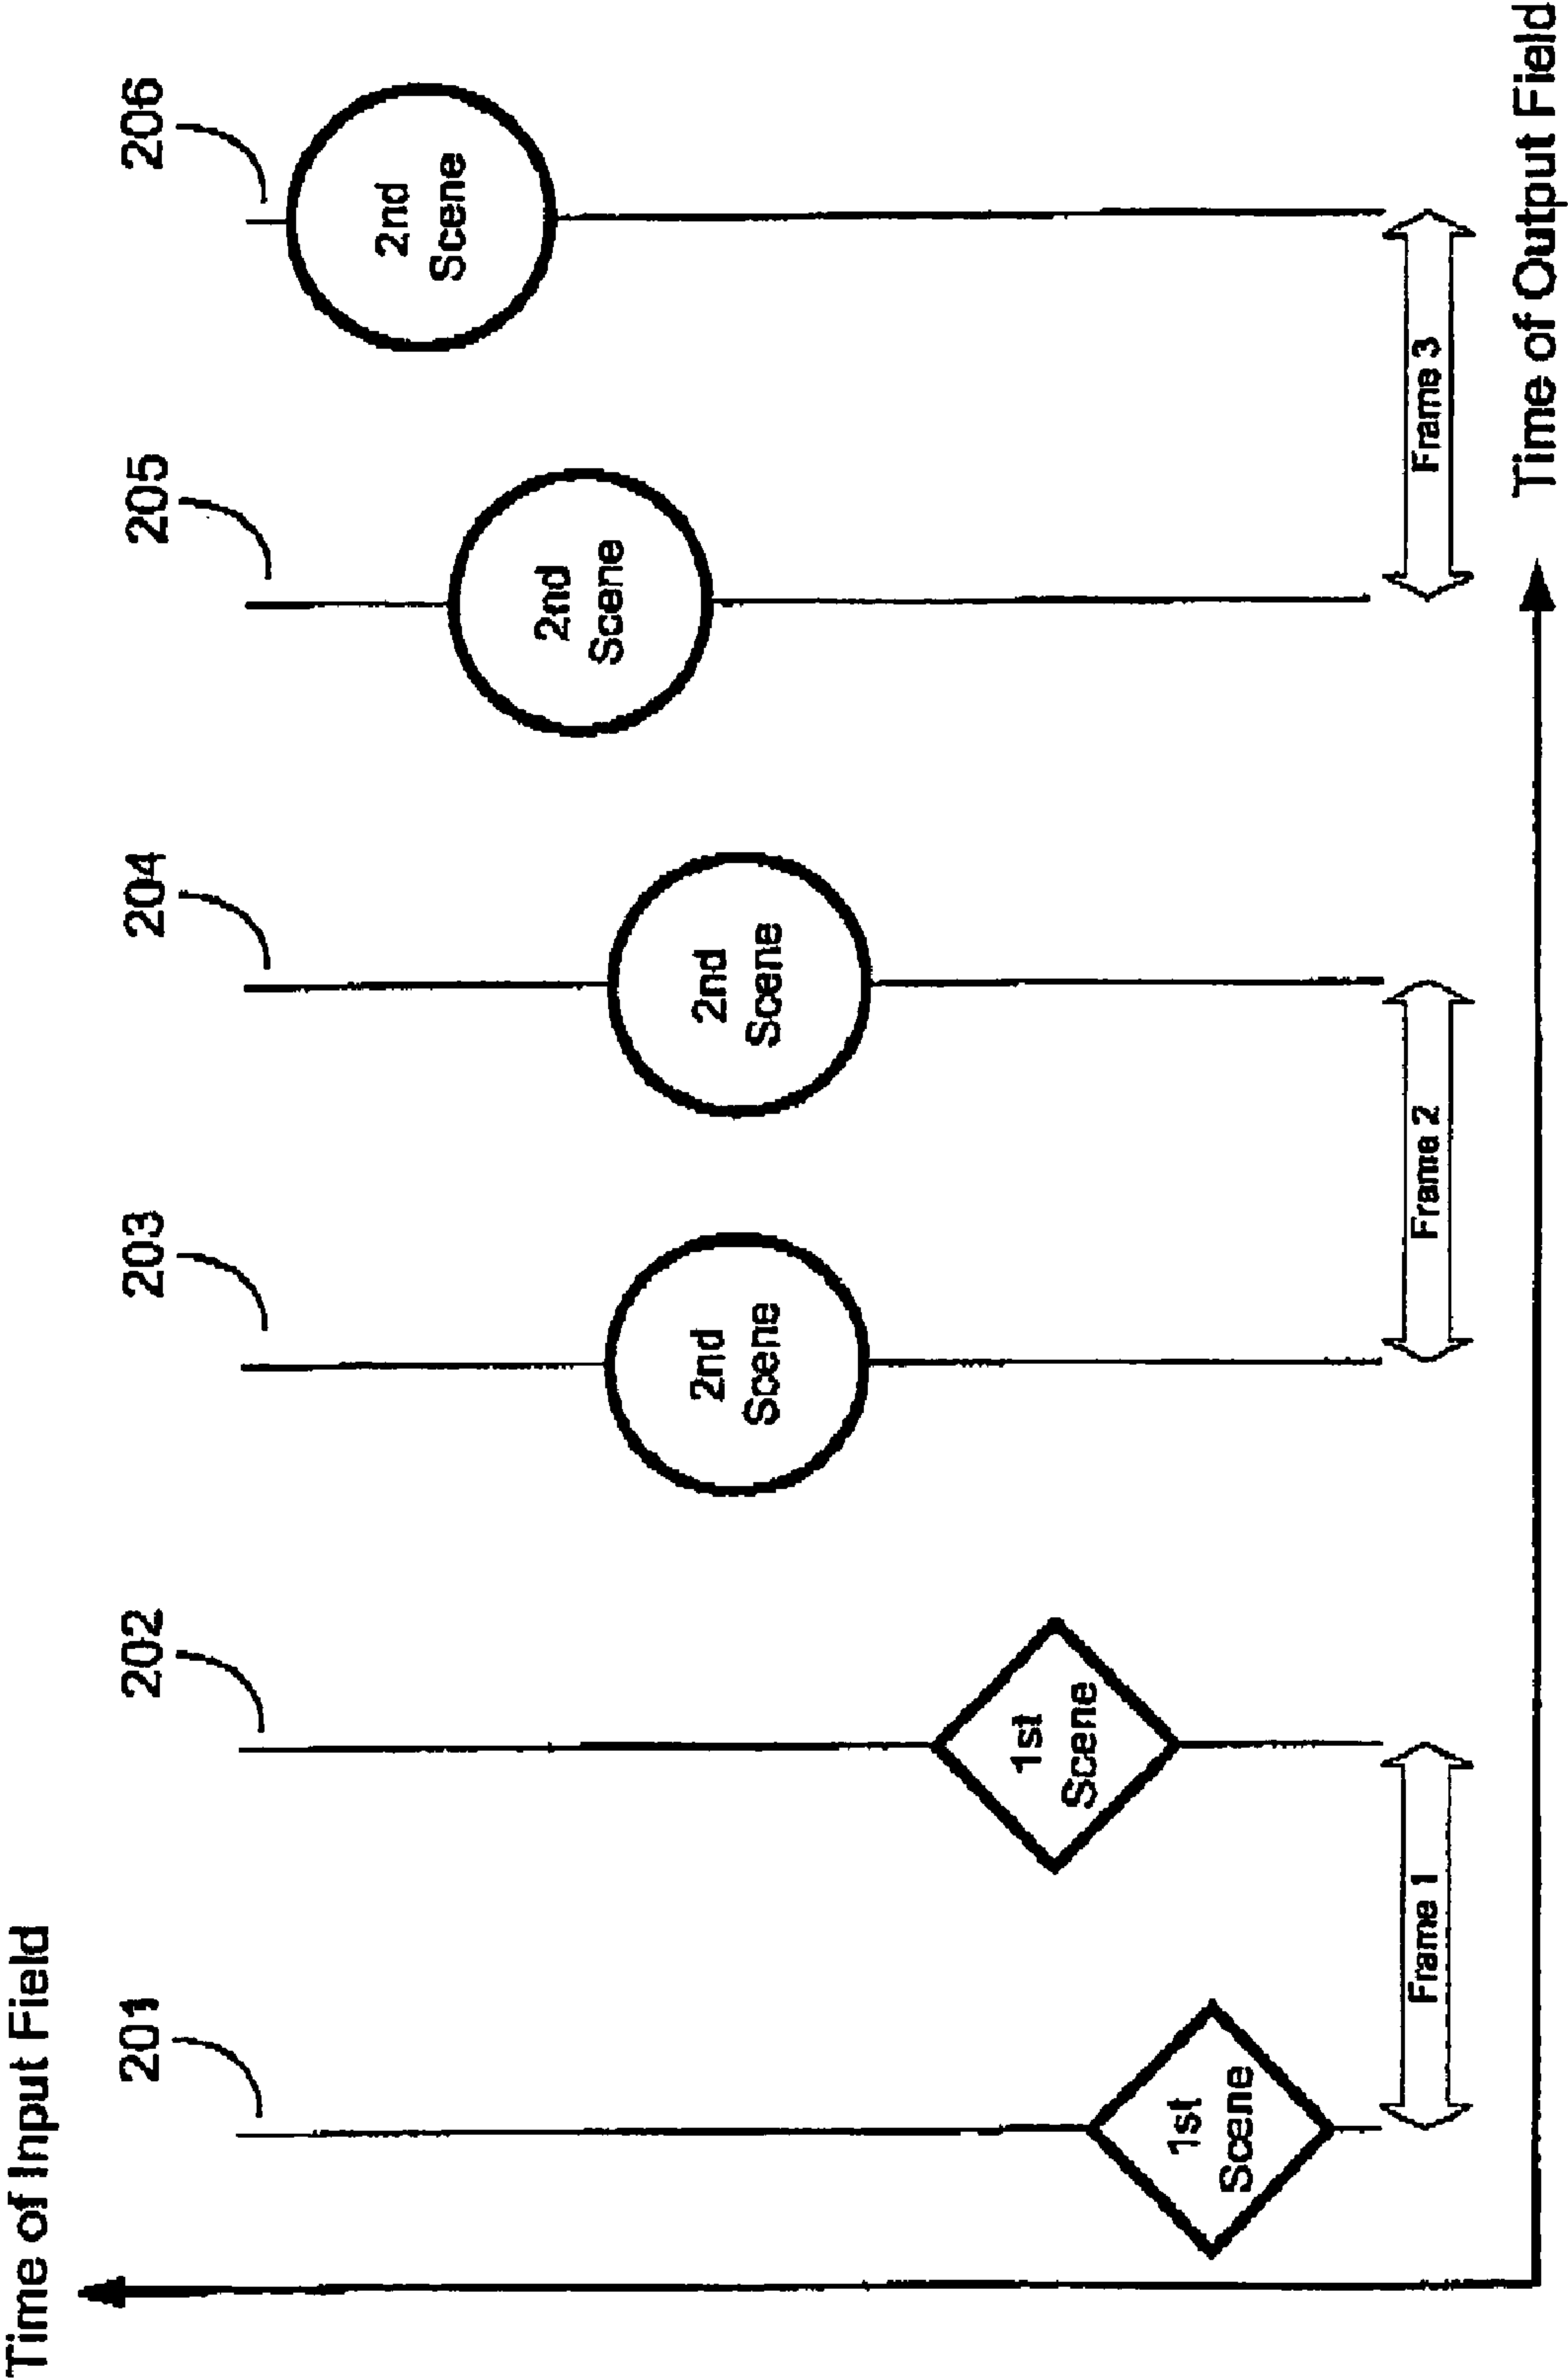 Time of Input Field
201
202
203
204
205
206
1st
Scene
1st
Scene
2nd
Scene
2nd
Scene
2nd
Scene
2nd
Scene
Frame 1
Frame 2
Frame 3
Time of Output Field